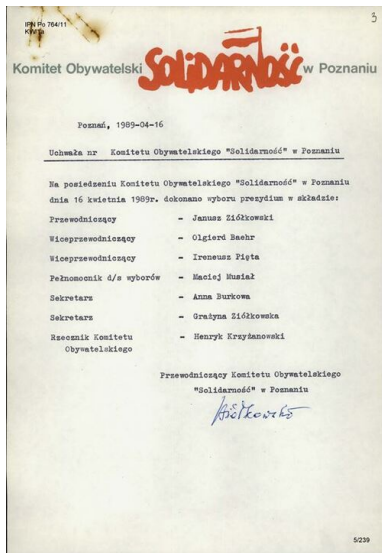 IPN Po 764/11
3
Komitet Obywatelski SOLIDARNOŚĆ w Poznaniu
Poznań, 1989-04-16
Uchwała nr Komitetu Obywatelskiego "Solidarność" w Poznaniu
Na posiedzeniu Komitetu Obywatelskiego "Solidarność" w Poznaniu
dnia 16 kwietnia 1989r. dokonano wyboru prezydium w składzie:
Przewodniczący - Janusz Ziółkowski
Wiceprzewodniczący - Olgierd Baehr
Wiceprzewodniczący - Ireneusz Pięta
Pełnomocnik d/s wyborów - Maciej Musiał
Sekretarz - Anna Burkowa
Sekretarz - Grażyna Ziółkowska
Rzecznik Komitetu - Henryk Krzyżanowski
Obywatelskiego
Przewodniczący Komitetu Obywatelskiego
"Solidarność" w Poznaniu
5/239